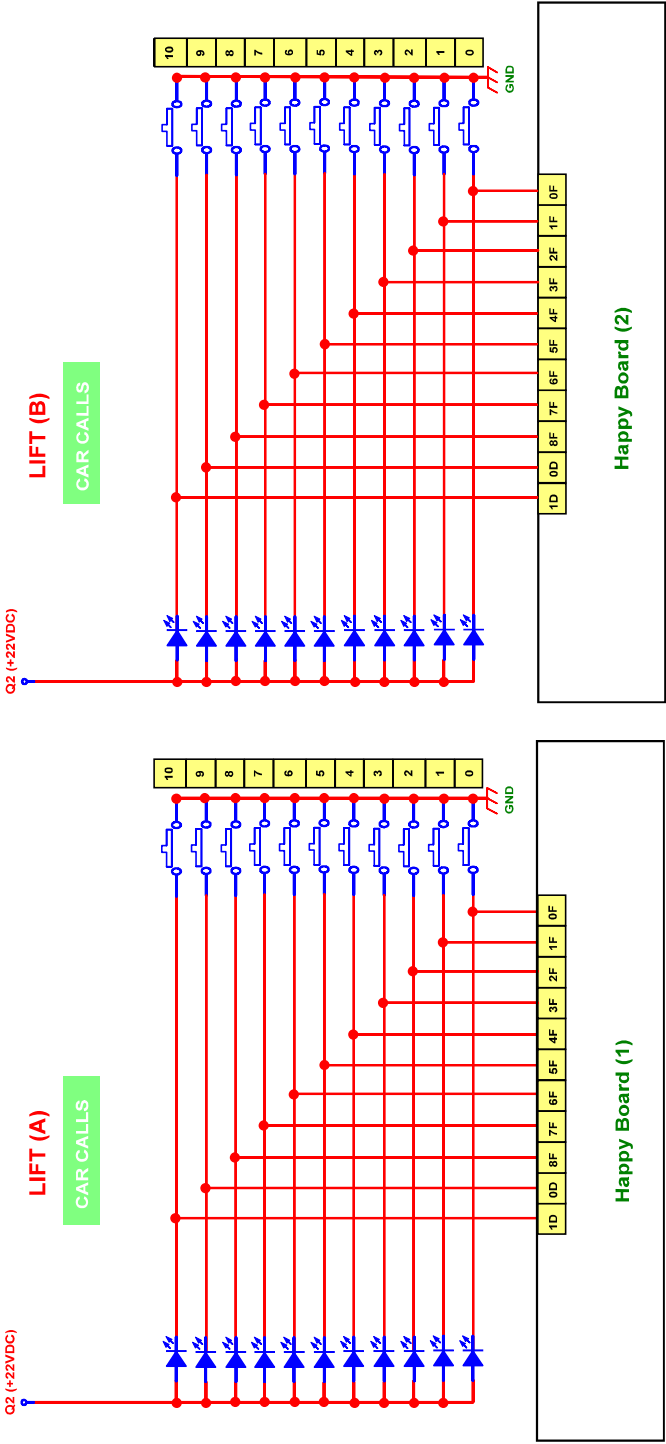 LIFT (A)
CAR CALLS
Q2 (+22VDC)
10
9
8
7
6
5
4
3
2
1
0
GND
1D
0D
8F
7F
6F
5F
4F
3F
2F
1F
0F
Happy Board (1)
LIFT (B)
CAR CALLS
Q2 (+22VDC)
10
9
8
7
6
5
4
3
2
1
0
GND
1D
0D
8F
7F
6F
5F
4F
3F
2F
1F
0F
Happy Board (2)